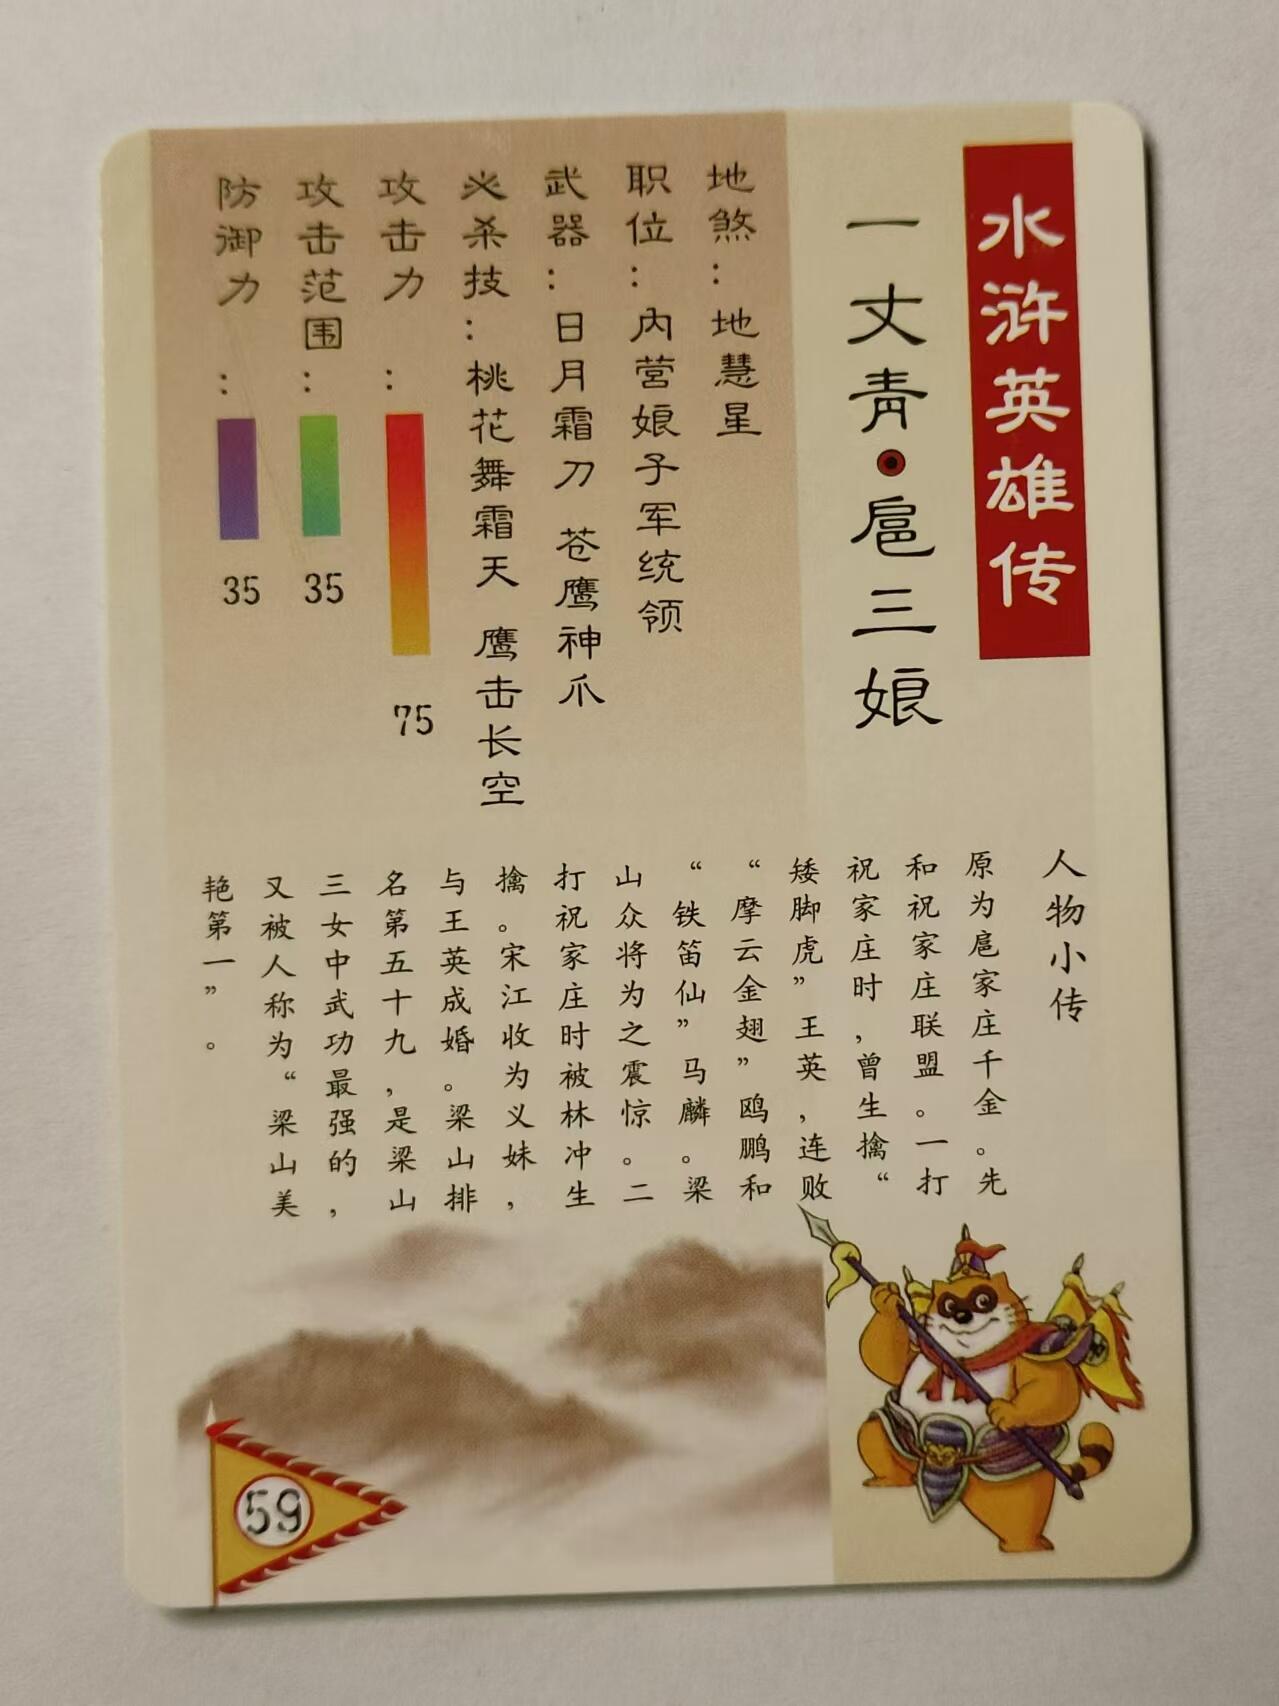 水浒英雄传
一丈青·扈三娘
地煞：地慧星
职位：内营娘子军统领
武器：日月霜刀 苍鹰神爪
必杀技：桃花舞霜天 鹰击长空
攻击力：75
攻击范围：35
防御力：35
人物小传
原为扈家庄千金。先
和祝家庄联盟。一打
祝家庄时，曾生擒“
矮脚虎”王英，连败
“摩云金翅”鸥鹏和
“铁笛仙”马麟。梁
山众将为之震惊。二
打祝家庄时被林冲生
擒。宋江收为义妹，
与王英成婚。梁山排
名第五十九，是梁山
三女中武功最强的，
又被人称为“梁山美
艳第一”。
59